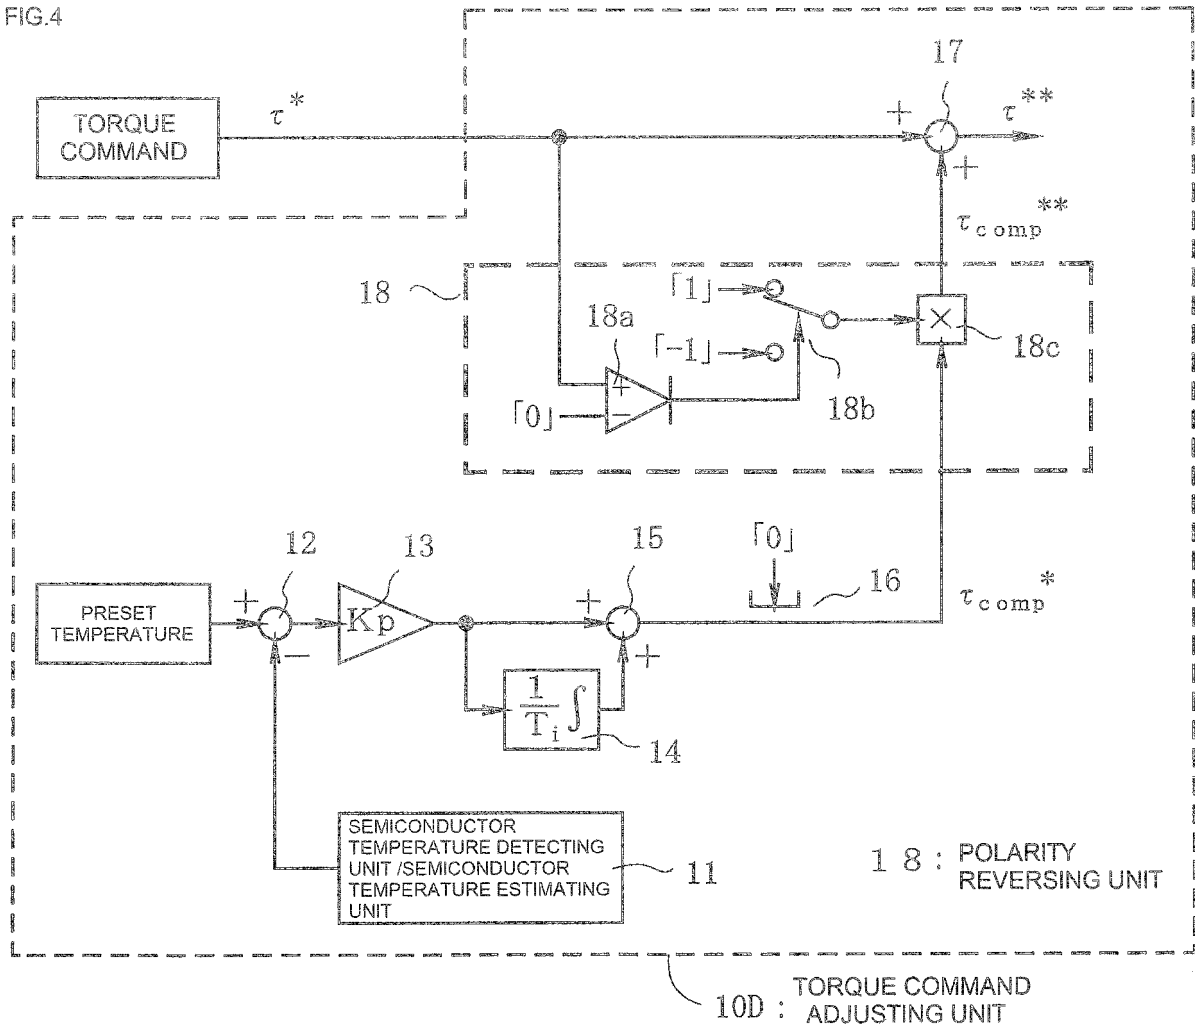 FIG.4
17
TORQUE
COMMAND
τ*
+
τ**
+
τcomp**
18
「1」
18a
×
「-1」
18c
+
18b
「0」
−
12
13
15
「0」
16
PRESET
TEMPERATURE
+
Kp
+
τcomp*
−
+
1
Ti
∫
14
SEMICONDUCTOR
TEMPERATURE DETECTING
UNIT/SEMICONDUCTOR
TEMPERATURE ESTIMATING
UNIT
11
18: POLARITY
REVERSING UNIT
10D: TORQUE COMMAND
ADJUSTING UNIT